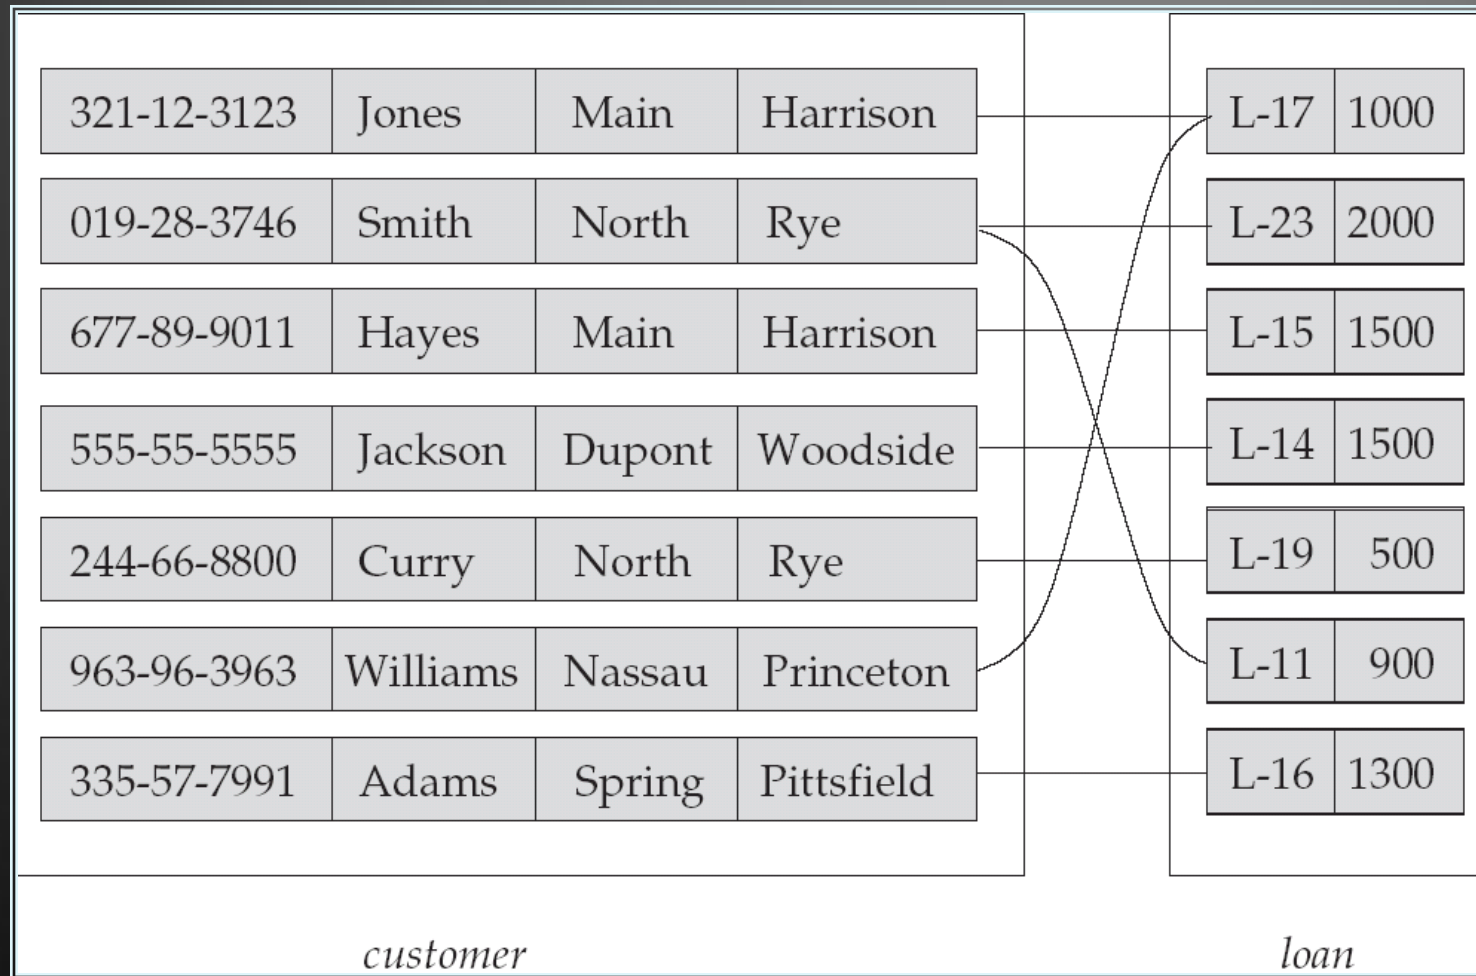 321-12-3123 Jones Main Harrison L-17 1000
019-28-3746 Smith North Rye L-23 2000
677-89-9011 Hayes Main Harrison L-15 1500
555-55-5555 Jackson Dupont Woodside L-14 1500
244-66-8800 Curry North Rye L-19 500
963-96-3963 Williams Nassau Princeton L-11 900
335-57-7991 Adams Spring Pittsfield L-16 1300
customer loan